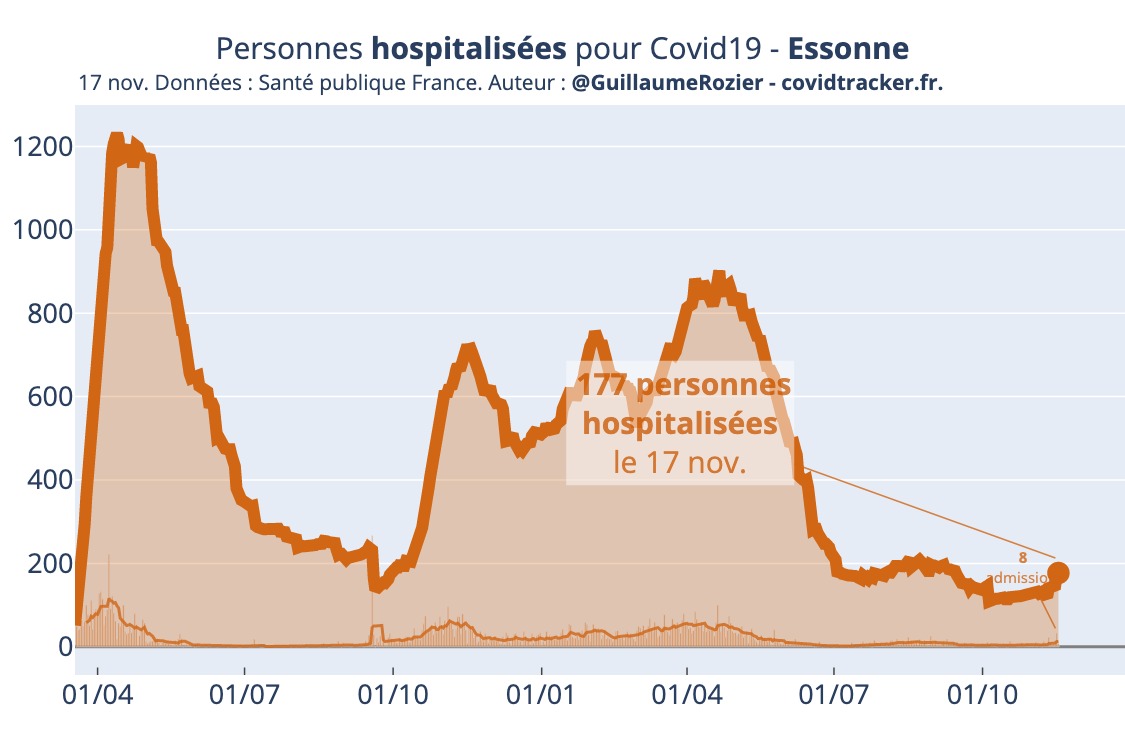 Personnes hospitalisées pour Covid19 - Essonne
17 nov. Données : Santé publique France. Auteur : @GuillaumeRozier - covidtracker.fr.
1200
1000
800
600
400
200
0
177 personnes
hospitalisées
le 17 nov.
8
admissio
01/04 01/07 01/10 01/01 01/04 01/07 01/10